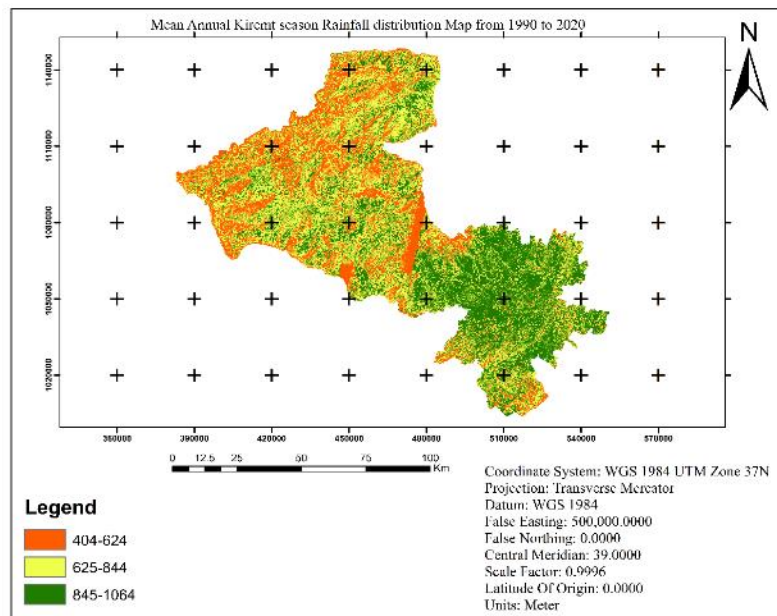 Mean Annual Kiremt season Rainfall distribution Map from 1990 to 2020
N
1140000
1110000
1080000
1050000
1020000
360000 390000 420000 450000 480000 510000 540000 570000
0 12.5 25 50 75 100
Km
Coordinate System: WGS 1984 UTM Zone 37N
Projection: Transverse Mercator
Datum: WGS 1984
False Easting: 500,000.0000
False Northing: 0.0000
Central Meridian: 39.0000
Scale Factor: 0.9996
Latitude Of Origin: 0.0000
Units: Meter
Legend
404-624
625-844
845-1064